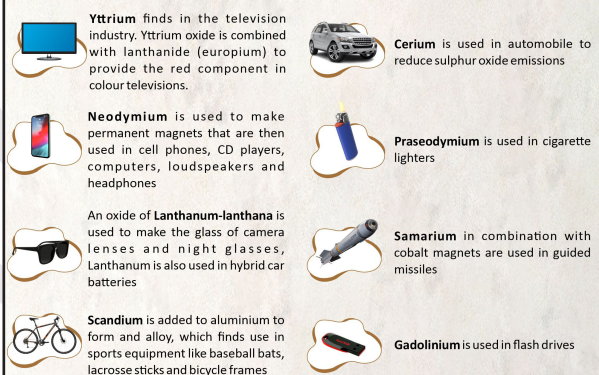 Yttrium finds in the television
industry. Yttrium oxide is combined
with lanthanide (europium) to
provide the red component in
colour televisions.
Cerium is used in automobile to
reduce sulphur oxide emissions
Neodymium is used to make
permanent magnets that are then
used in cell phones, CD players,
computers, loudspeakers and
headphones
Praseodymium is used in cigarette
lighters
An oxide of Lanthanum-lanthana is
used to make the glass of camera
lenses and night glasses,
Lanthanum is also used in hybrid car
batteries
Samarium in combination with
cobalt magnets are used in guided
missiles
Scandium is added to aluminium to
form and alloy, which finds use in
sports equipment like baseball bats,
lacrosse sticks and bicycle frames
Gadolinium is used in flash drives